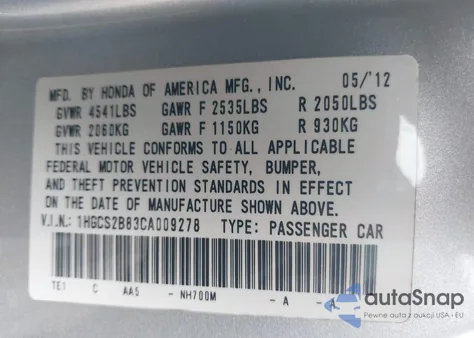 MFD. BY HONDA OF AMERICA MFG., INC. 05/'12
GVWR 4541LBS GAWR F 2535LBS R 2050LBS
GVWR 2060KG GAWR F 1150KG R 930KG
THIS VEHICLE CONFORMS TO ALL APPLICABLE
FEDERAL MOTOR VEHICLE SAFETY, BUMPER,
AND THEFT PREVENTION STANDARDS IN EFFECT
ON THE DATE OF MANUFACTURE SHOWN ABOVE.
V.I.N.: 1HGCS2B83CA009278 TYPE: PASSENGER CAR
TE1 C AA5 - NH700M - A - A
autoSnap
Pewne auta z aukcji USA • EU